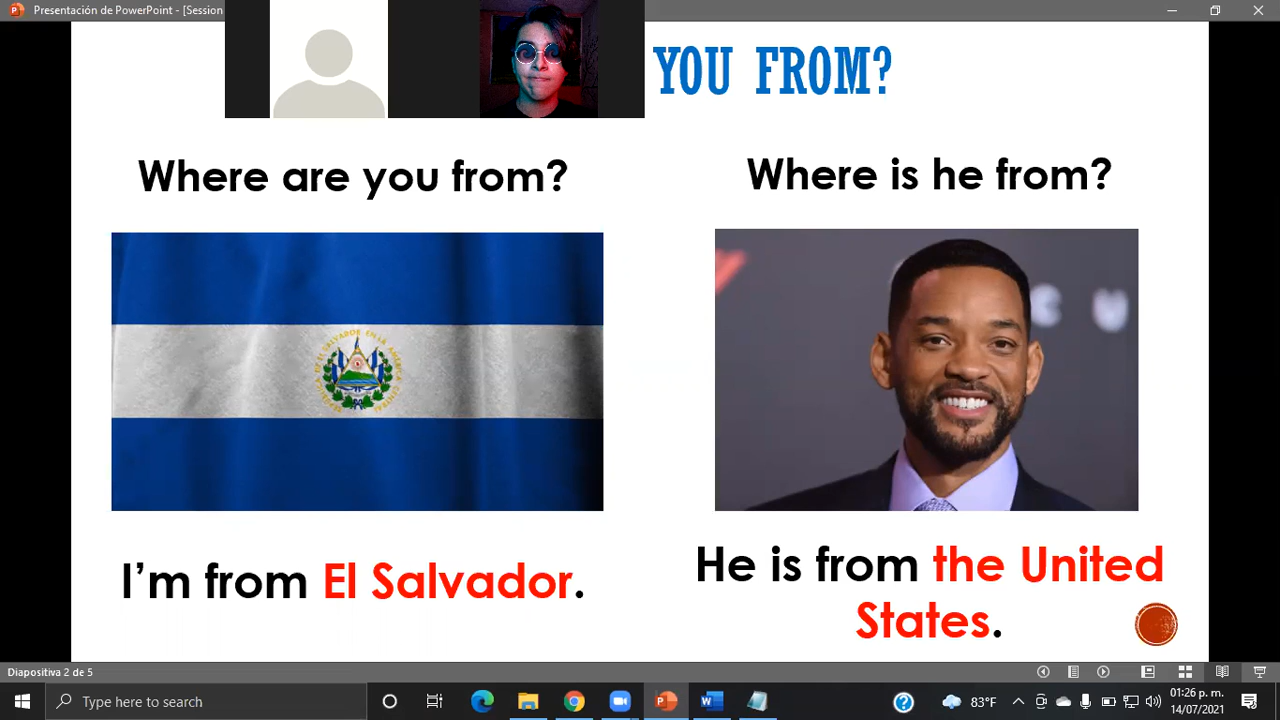 Presentación de PowerPoint - [Session
YOU FROM?
Where are you from?
Where is he from?
I'm from El Salvador.
He is from the United
States.
Diapositiva 2 de 5
Type here to search
83°F
01:26 p. m.
14/07/2021